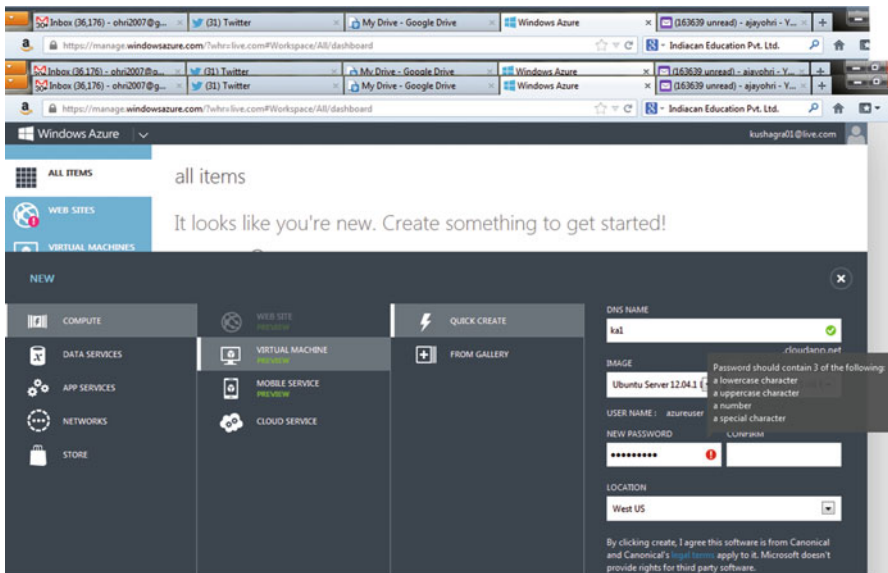 Inbox (36,176) - ohri2007@g... (31) Twitter My Drive - Google Drive Windows Azure (163639 unread) - ajayohri - Y...
https://manage.windowsazure.com/?whr=live.com#Workspace/All/dashboard Indiacan Education Pvt. Ltd.
Inbox (36,176) - ohri2007@g... (31) Twitter My Drive - Google Drive Windows Azure (163639 unread) - ajayohri - Y...
Inbox (36,176) - ohri2007@g... (31) Twitter My Drive - Google Drive Windows Azure (163639 unread) - ajayohri - Y...
https://manage.windowsazure.com/?whr=live.com#Workspace/All/dashboard Indiacan Education Pvt. Ltd.
Windows Azure kushagra01@live.com
ALL ITEMS
all items
WEB SITES
It looks like you're new. Create something to get started!
VIRTUAL MACHINES
NEW
COMPUTE
DATA SERVICES
APP SERVICES
NETWORKS
STORE
WEB SITE
PREVIEW
VIRTUAL MACHINE
PREVIEW
MOBILE SERVICE
PREVIEW
CLOUD SERVICE
QUICK CREATE
FROM GALLERY
DNS NAME
ka1
.cloudapp.net
IMAGE
Ubuntu Server 12.04.1
Password should contain 3 of the following:
a lowercase character
a uppercase character
a number
a special character
USER NAME: azureuser
NEW PASSWORD CONFIRM
LOCATION
West US
By clicking create, I agree this software is from Canonical
and Canonical's legal terms apply to it. Microsoft doesn't
provide rights for third party software.